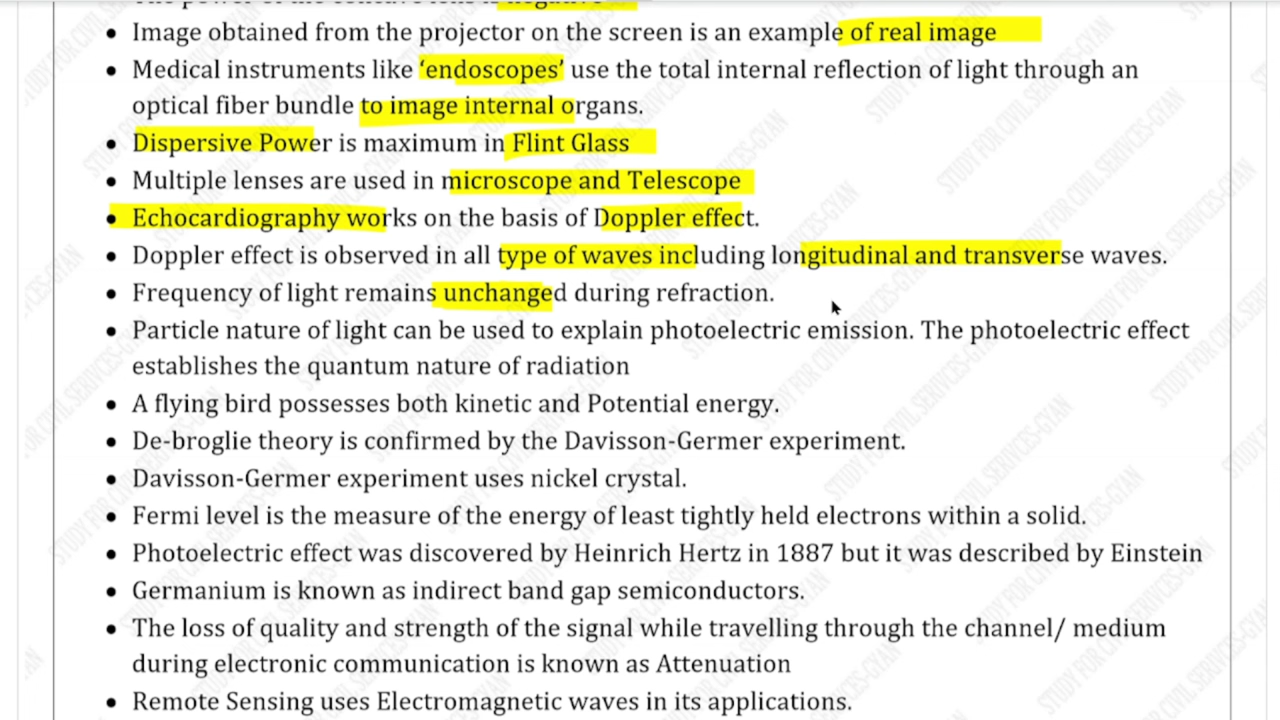 • Image obtained from the projector on the screen is an example of real image
• Medical instruments like ‘endoscopes’ use the total internal reflection of light through an
optical fiber bundle to image internal organs.
• Dispersive Power is maximum in Flint Glass
• Multiple lenses are used in microscope and Telescope
• Echocardiography works on the basis of Doppler effect.
• Doppler effect is observed in all type of waves including longitudinal and transverse waves.
• Frequency of light remains unchanged during refraction.
• Particle nature of light can be used to explain photoelectric emission. The photoelectric effect
establishes the quantum nature of radiation
• A flying bird possesses both kinetic and Potential energy.
• De-broglie theory is confirmed by the Davisson-Germer experiment.
• Davisson-Germer experiment uses nickel crystal.
• Fermi level is the measure of the energy of least tightly held electrons within a solid.
• Photoelectric effect was discovered by Heinrich Hertz in 1887 but it was described by Einstein
• Germanium is known as indirect band gap semiconductors.
• The loss of quality and strength of the signal while travelling through the channel/ medium
during electronic communication is known as Attenuation
• Remote Sensing uses Electromagnetic waves in its applications.